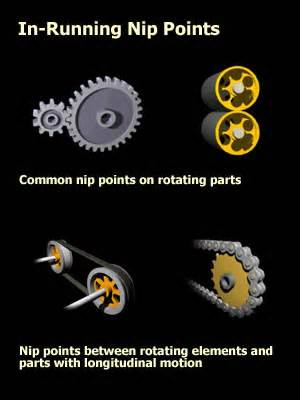 In-Running Nip Points
Common nip points on rotating parts
Nip points between rotating elements and
parts with longitudinal motion